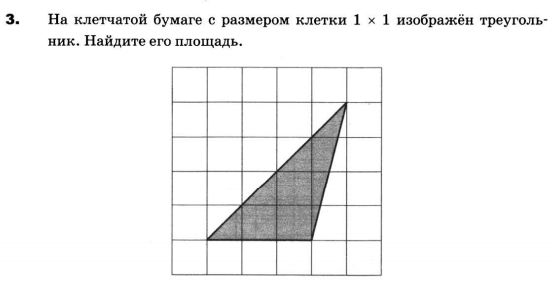 3. На клетчатой бумаге с размером клетки 1 × 1 изображён треуголь-
ник. Найдите его площадь.